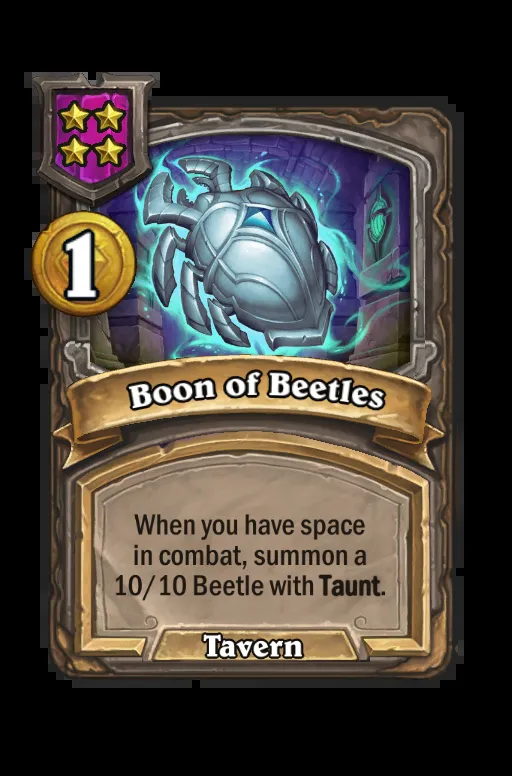 1
Boon of Beetles
When you have space
in combat, summon a
10/10 Beetle with Taunt.
Tavern